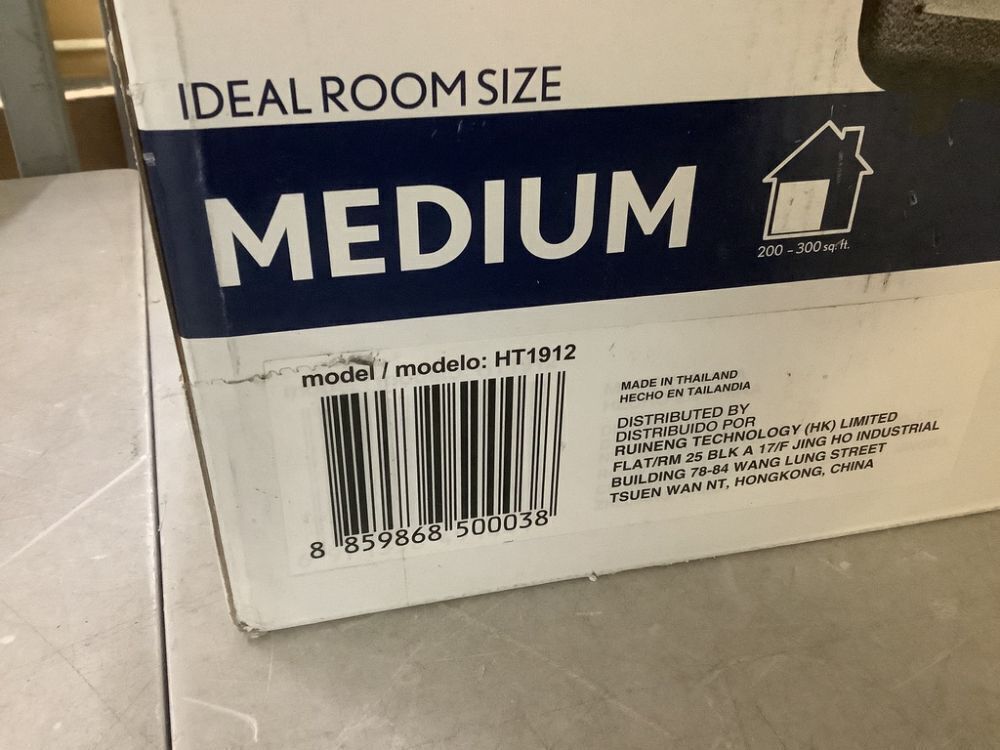 IDEAL ROOM SIZE
MEDIUM
200 - 300 sq. ft.
model / modelo: HT1912
8 859868 500038
MADE IN THAILAND
HECHO EN TAILANDIA
DISTRIBUTED BY
DISTRIBUIDO POR
RUINENG TECHNOLOGY (HK) LIMITED
FLAT/RM 25 BLK A 17/F JING HO INDUSTRIAL
BUILDING 78-84 WANG LUNG STREET
TSUEN WAN NT, HONGKONG, CHINA